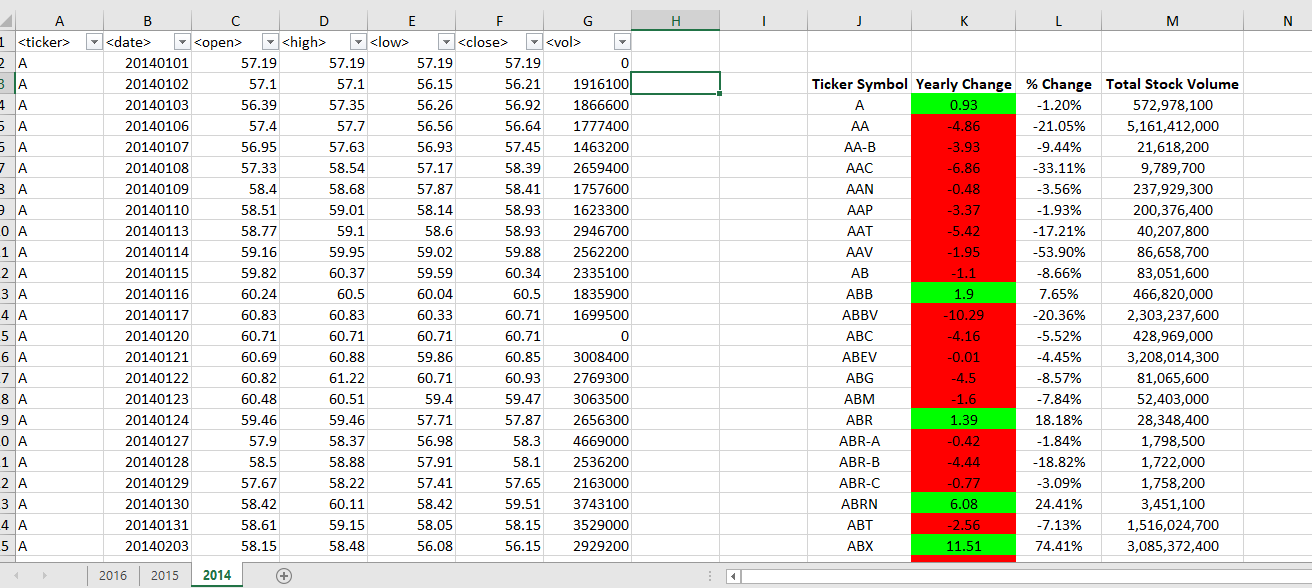 A B C D E F G H I J K L M N
1 <ticker> <date> <open> <high> <low> <close> <vol>
2 A 20140101 57.19 57.19 57.19 57.19 0
3 A 20140102 57.1 57.1 56.15 56.21 1916100 Ticker Symbol Yearly Change % Change Total Stock Volume
4 A 20140103 56.39 57.35 56.26 56.92 1866600 A 0.93 -1.20% 572,978,100
5 A 20140106 57.4 57.7 56.56 56.64 1777400 AA -4.86 -21.05% 5,161,412,000
6 A 20140107 56.95 57.63 56.93 57.45 1463200 AA-B -3.93 -9.44% 21,618,200
7 A 20140108 57.33 58.54 57.17 58.39 2659400 AAC -6.86 -33.11% 9,789,700
8 A 20140109 58.4 58.68 57.87 58.41 1757600 AAN -0.48 -3.56% 237,929,300
9 A 20140110 58.51 59.01 58.14 58.93 1623300 AAP -3.37 -1.93% 200,376,400
0 A 20140113 58.77 59.1 58.6 58.93 2946700 AAT -5.42 -17.21% 40,207,800
1 A 20140114 59.16 59.95 59.02 59.88 2562200 AAV -1.95 -53.90% 86,658,700
2 A 20140115 59.82 60.37 59.59 60.34 2335100 AB -1.1 -8.66% 83,051,600
3 A 20140116 60.24 60.5 60.04 60.5 1835900 ABB 1.9 7.65% 466,820,000
4 A 20140117 60.83 60.83 60.33 60.71 1699500 ABBV -10.29 -20.36% 2,303,237,600
5 A 20140120 60.71 60.71 60.71 60.71 0 ABC -4.16 -5.52% 428,969,000
6 A 20140121 60.69 60.88 59.86 60.85 3008400 ABEV -0.01 -4.45% 3,208,014,300
7 A 20140122 60.82 61.22 60.71 60.93 2769300 ABG -4.5 -8.57% 81,065,600
8 A 20140123 60.48 60.51 59.4 59.47 3063500 ABM -1.6 -7.84% 52,403,000
9 A 20140124 59.46 59.46 57.71 57.87 2656300 ABR 1.39 18.18% 28,348,400
0 A 20140127 57.9 58.37 56.98 58.3 4669000 ABR-A -0.42 -1.84% 1,798,500
1 A 20140128 58.5 58.88 57.91 58.1 2536200 ABR-B -4.44 -18.82% 1,722,000
2 A 20140129 57.67 58.22 57.41 57.65 2163000 ABR-C -0.77 -3.09% 1,758,200
3 A 20140130 58.42 60.11 58.42 59.51 3743100 ABRN 6.08 24.41% 3,451,100
4 A 20140131 58.61 59.15 58.05 58.15 3529000 ABT -2.56 -7.13% 1,516,024,700
5 A 20140203 58.15 58.48 56.08 56.15 2929200 ABX 11.51 74.41% 3,085,372,400
2016 2015 2014